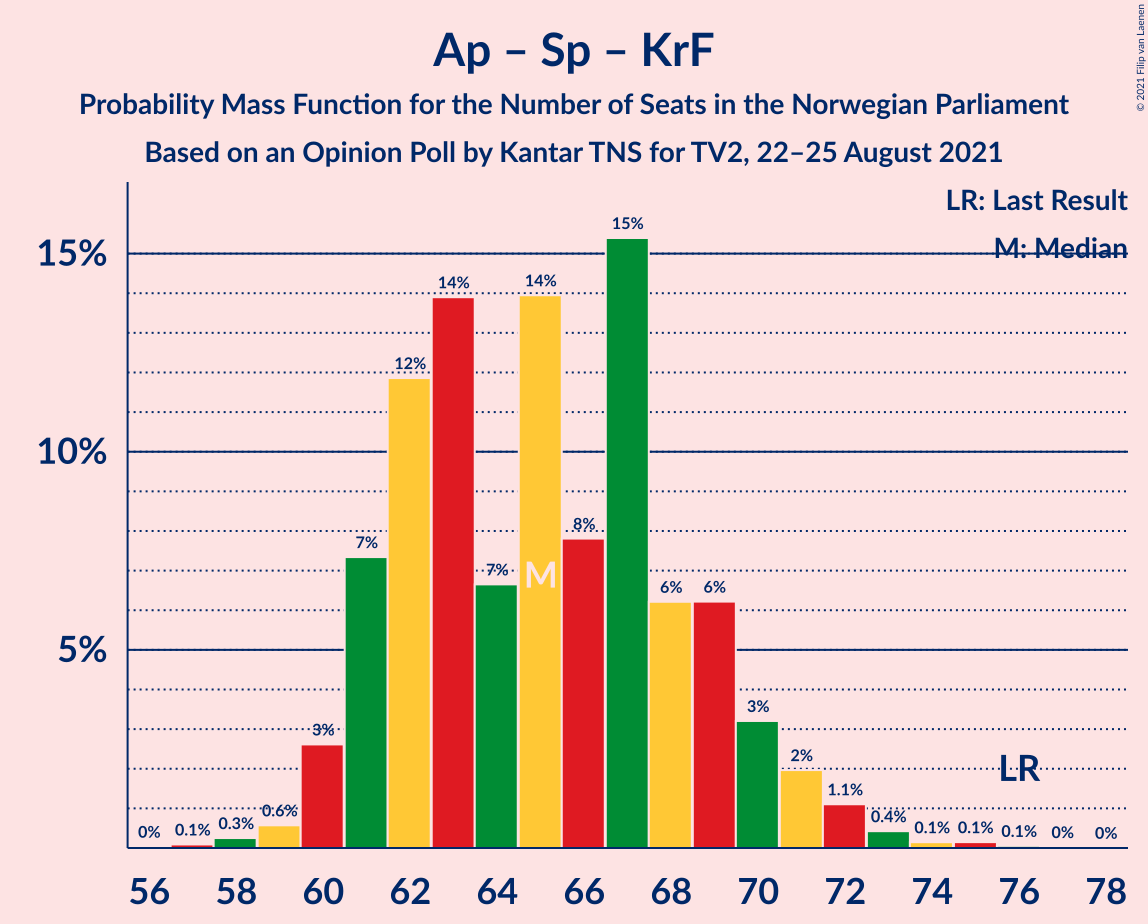 Ap – Sp – KrF
Probability Mass Function for the Number of Seats in the Norwegian Parliament
Based on an Opinion Poll by Kantar TNS for TV2, 22–25 August 2021
© 2021 Filip van Laenen
LR: Last Result
M: Median
15%
10%
5%
0%
0.1%
0.3%
0.6%
3%
7%
12%
14%
7%
14%
8%
15%
6%
6%
3%
2%
1.1%
0.4%
0.1%
0.1%
0.1%
0%
0%
M
LR
56 58 60 62 64 66 68 70 72 74 76 78